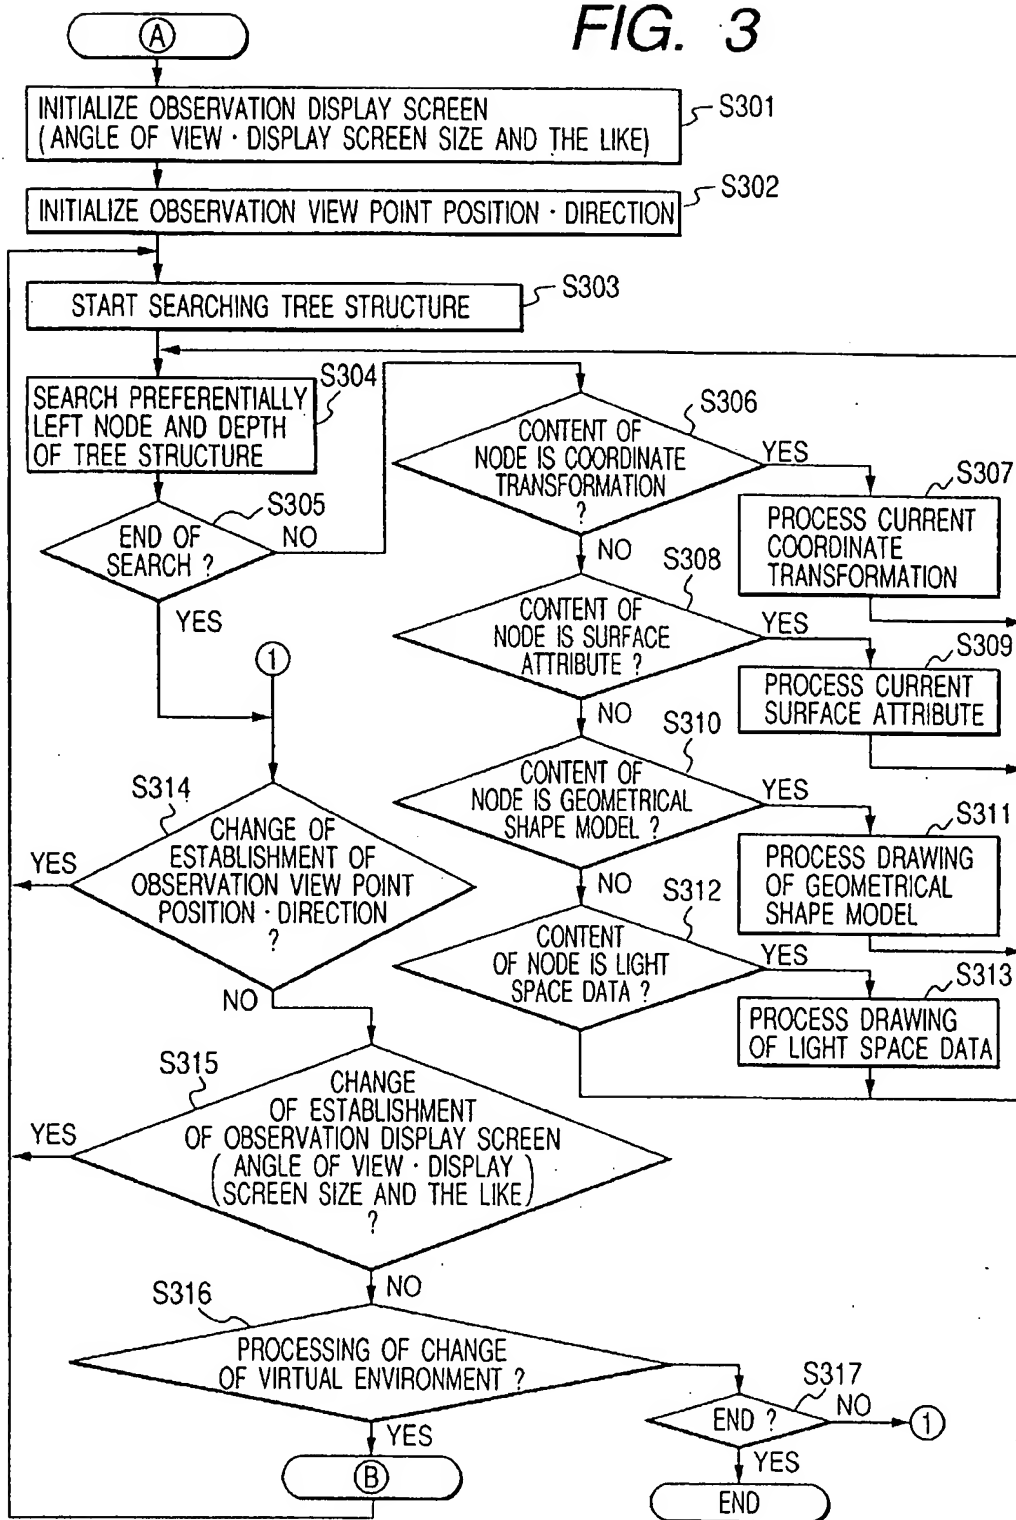 FIG. 3
A
INITIALIZE OBSERVATION DISPLAY SCREEN
(ANGLE OF VIEW · DISPLAY SCREEN SIZE AND THE LIKE)
S301
INITIALIZE OBSERVATION VIEW POINT POSITION · DIRECTION
S302
START SEARCHING TREE STRUCTURE
S303
SEARCH PREFERENTIALLY
LEFT NODE AND DEPTH
OF TREE STRUCTURE
S304
END OF
SEARCH ?
S305
NO
YES
CONTENT OF
NODE IS COORDINATE
TRANSFORMATION
?
S306
YES
NO
PROCESS CURRENT
COORDINATE
TRANSFORMATION
S307
CONTENT OF
NODE IS SURFACE
ATTRIBUTE ?
S308
YES
NO
PROCESS CURRENT
SURFACE ATTRIBUTE
S309
CONTENT OF
NODE IS GEOMETRICAL
SHAPE MODEL ?
S310
YES
NO
PROCESS DRAWING
OF GEOMETRICAL
SHAPE MODEL
S311
CONTENT
OF NODE IS LIGHT
SPACE DATA ?
S312
YES
PROCESS DRAWING
OF LIGHT SPACE DATA
S313
1
CHANGE OF
ESTABLISHMENT OF
OBSERVATION VIEW POINT
POSITION · DIRECTION
?
S314
YES
NO
CHANGE
OF ESTABLISHMENT
OF OBSERVATION DISPLAY SCREEN
(ANGLE OF VIEW · DISPLAY
SCREEN SIZE AND THE LIKE)
?
S315
YES
NO
PROCESSING OF CHANGE
OF VIRTUAL ENVIRONMENT ?
S316
YES
B
END ?
S317
NO
1
YES
END